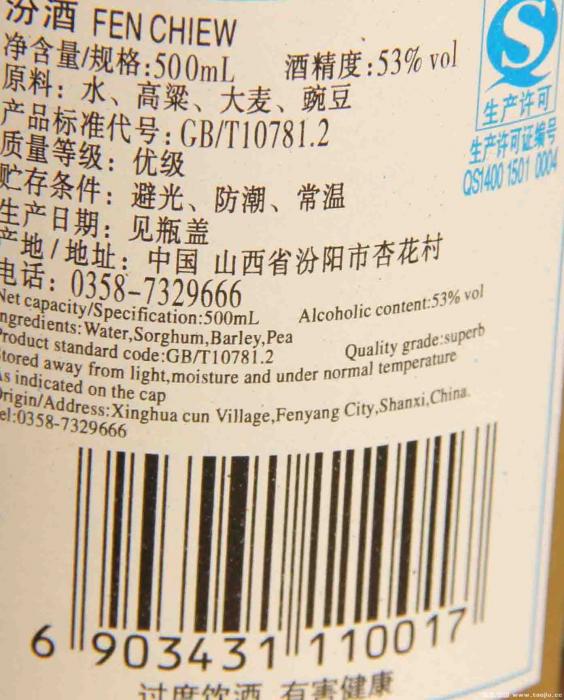 汾酒 FEN CHIEW
净含量/规格:500mL 酒精度:53% vol
原料: 水、高粱、大麦、豌豆
产品标准代号: GB/T10781.2
质量等级: 优级
贮存条件: 避光、防潮、常温
生产日期: 见瓶盖
产地/地址: 中国 山西省汾阳市杏花村
电话: 0358-7329666
S
生产许可
生产许可证编号
QS1400 1501 0004
Net capacity/Specification:500mL Alcoholic content:53% vol
Ingredients:Water,Sorghum,Barley,Pea
Product standard code:GB/T10781.2 Quality grade:superb
Stored away from light,moisture and under normal temperature
As indicated on the cap
Origin/Address:Xinghua cun Village,Fenyang City,Shanxi,China.
Tel:0358-7329666
6 903431 110017
过度饮酒 有害健康